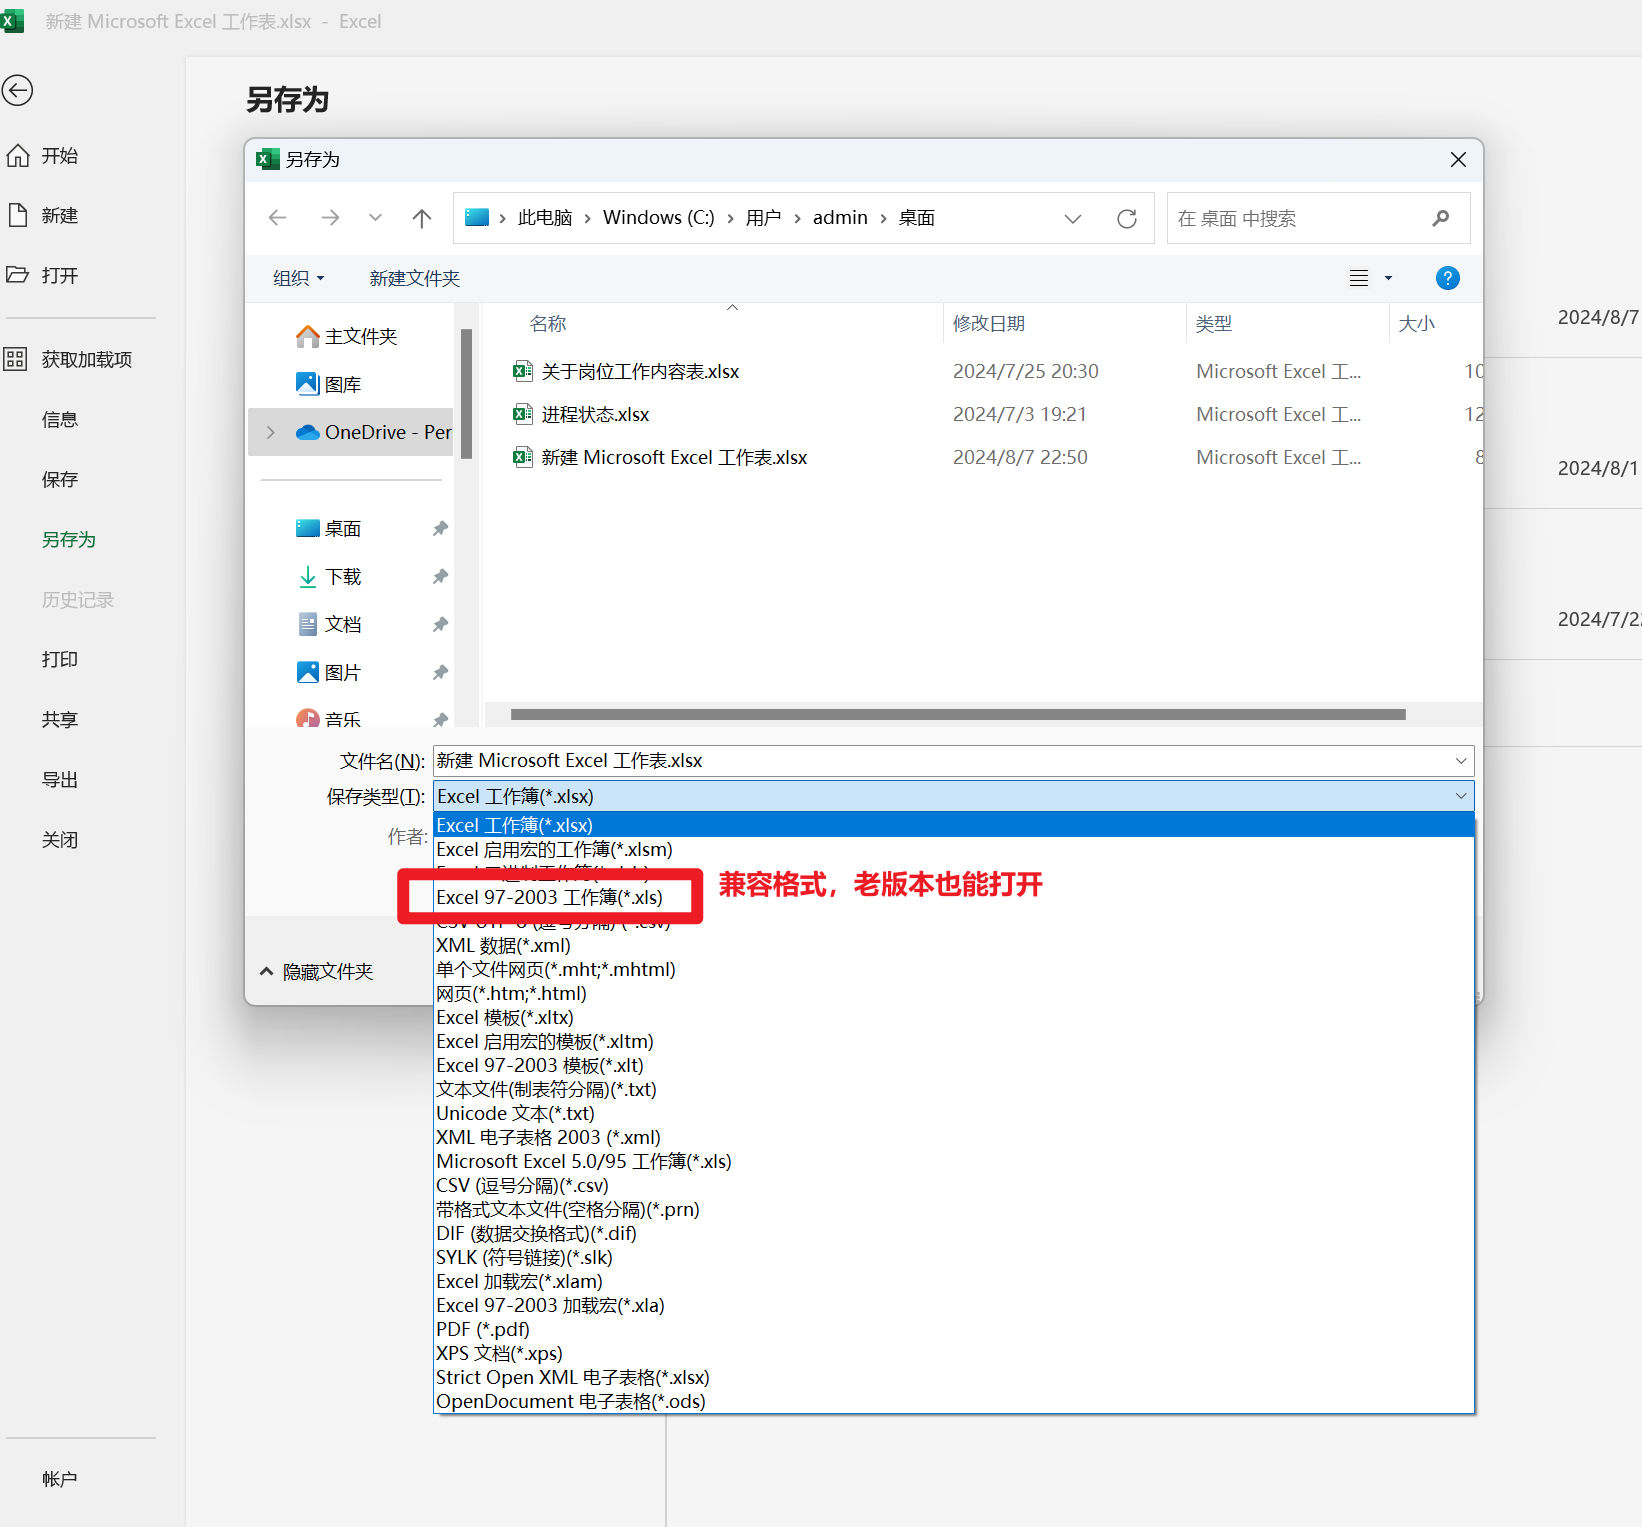 新建 Microsoft Excel 工作表.xlsx - Excel
另存为
开始
新建
打开
获取加载项
信息
保存
另存为
历史记录
打印
共享
导出
关闭
帐户
另存为
此电脑 › Windows (C:) › 用户 › admin › 桌面
在 桌面 中搜索
组织
新建文件夹
?
主文件夹
图库
OneDrive - Per
桌面
下载
文档
图片
音乐
名称 修改日期 类型 大小
关于岗位工作内容表.xlsx 2024/7/25 20:30 Microsoft Excel 工... 10
进程状态.xlsx 2024/7/3 19:21 Microsoft Excel 工... 12
新建 Microsoft Excel 工作表.xlsx 2024/8/7 22:50 Microsoft Excel 工... 8
2024/8/7
2024/8/1
2024/7/22
文件名(N): 新建 Microsoft Excel 工作表.xlsx
保存类型(T): Excel 工作簿(*.xlsx)
作者:
Excel 工作簿(*.xlsx)
Excel 启用宏的工作簿(*.xlsm)
Excel 97-2003 工作簿(*.xls)
兼容格式，老版本也能打开
CSV UTF-8 (逗号分隔) (*.csv)
XML 数据(*.xml)
单个文件网页(*.mht;*.mhtml)
网页(*.htm;*.html)
Excel 模板(*.xltx)
Excel 启用宏的模板(*.xltm)
Excel 97-2003 模板(*.xlt)
文本文件(制表符分隔)(*.txt)
Unicode 文本(*.txt)
XML 电子表格 2003 (*.xml)
Microsoft Excel 5.0/95 工作簿(*.xls)
CSV (逗号分隔)(*.csv)
带格式文本文件(空格分隔)(*.prn)
DIF (数据交换格式)(*.dif)
SYLK (符号链接)(*.slk)
Excel 加载宏(*.xlam)
Excel 97-2003 加载宏(*.xla)
PDF (*.pdf)
XPS 文档(*.xps)
Strict Open XML 电子表格(*.xlsx)
OpenDocument 电子表格(*.ods)
隐藏文件夹